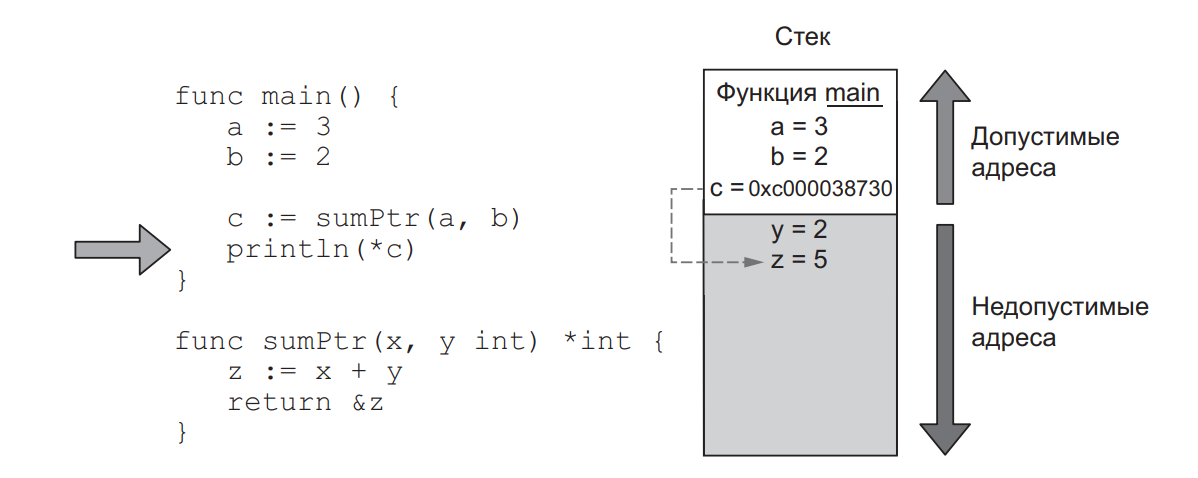 func main() {
a := 3
b := 2
c := sumPtr(a, b)
println(*c)
}
func sumPtr(x, y int) *int {
z := x + y
return &z
}
Стек
Функция main
a = 3
b = 2
c = 0xc000038730
y = 2
z = 5
Допустимые
адреса
Недопустимые
адреса